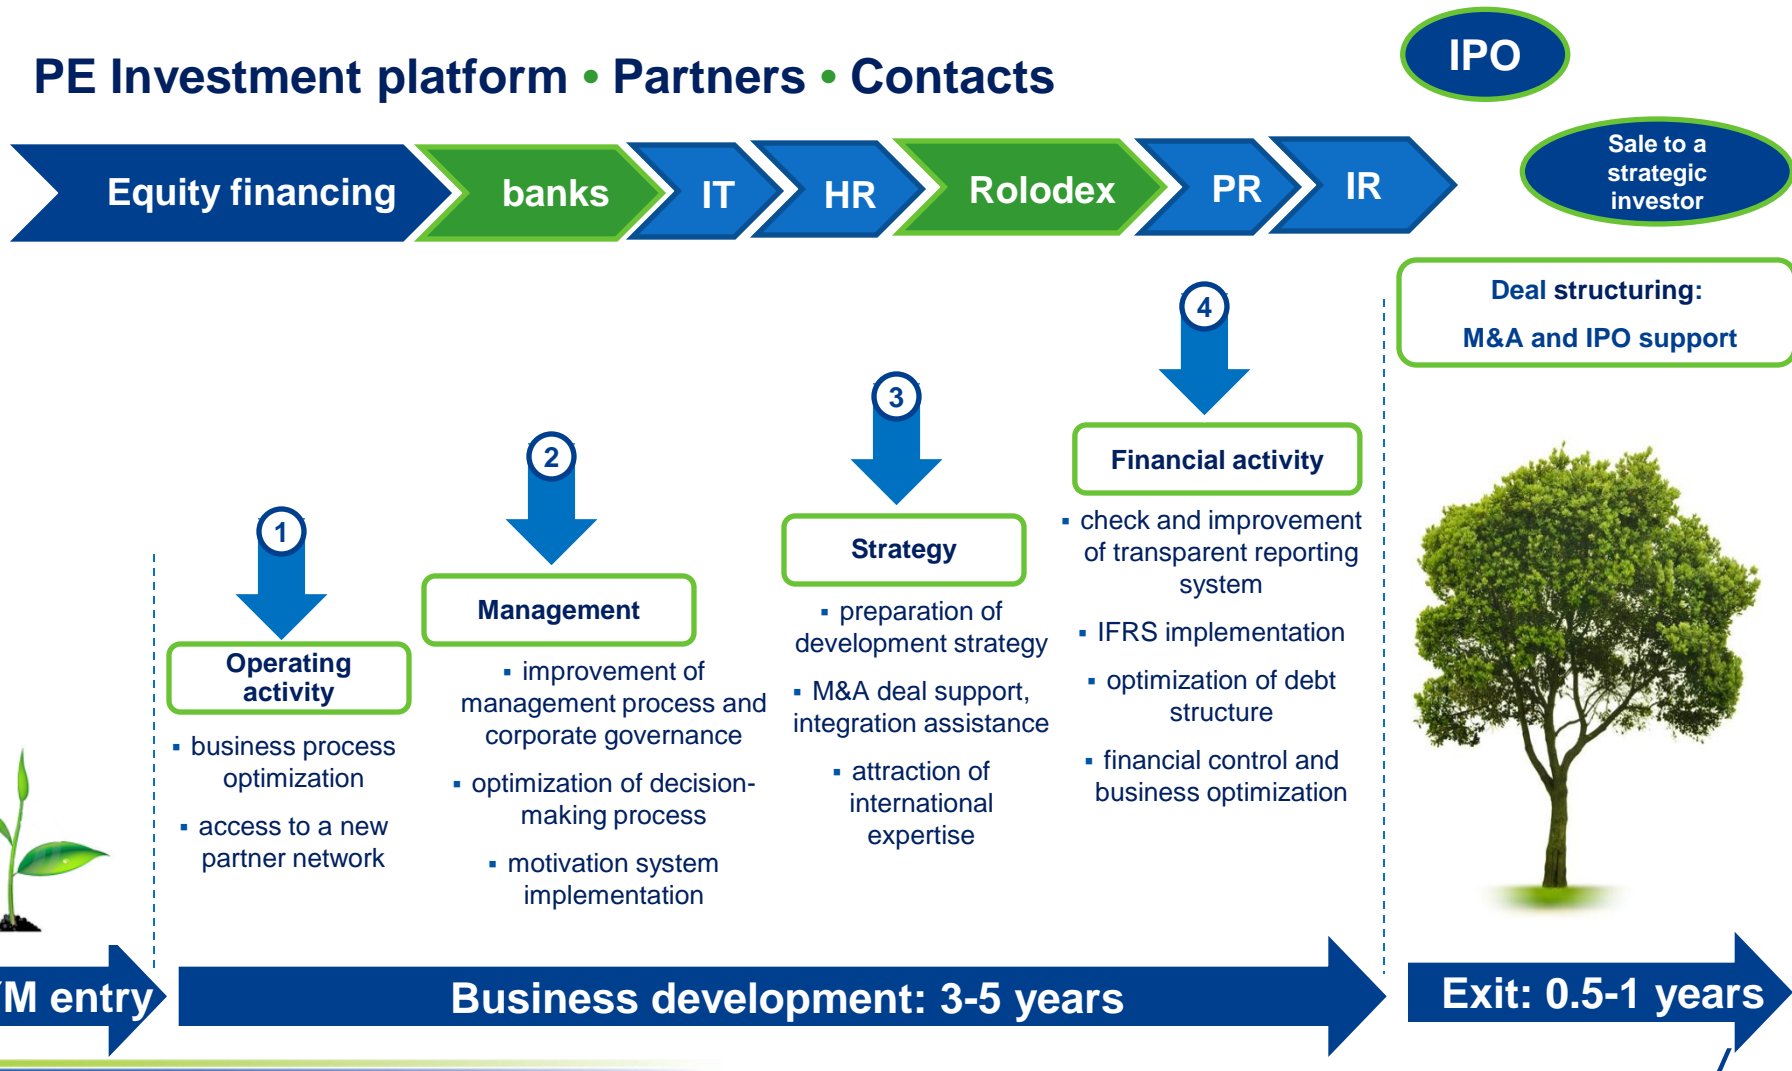 IPO
PE Investment platform • Partners • Contacts
Sale to a
strategic
investor
Equity financing
banks
IT
HR
Rolodex
PR
IR
Deal structuring:
M&A and IPO support
1
Operating
activity
▪ business process
optimization
▪ access to a new
partner network
2
Management
▪ improvement of
management process and
corporate governance
▪ optimization of decision-
making process
▪ motivation system
implementation
3
Strategy
▪ preparation of
development strategy
▪ M&A deal support,
integration assistance
▪ attraction of
international
expertise
4
Financial activity
▪ check and improvement
of transparent reporting
system
▪ IFRS implementation
▪ optimization of debt
structure
▪ financial control and
business optimization
entry
Business development: 3-5 years
Exit: 0.5-1 years